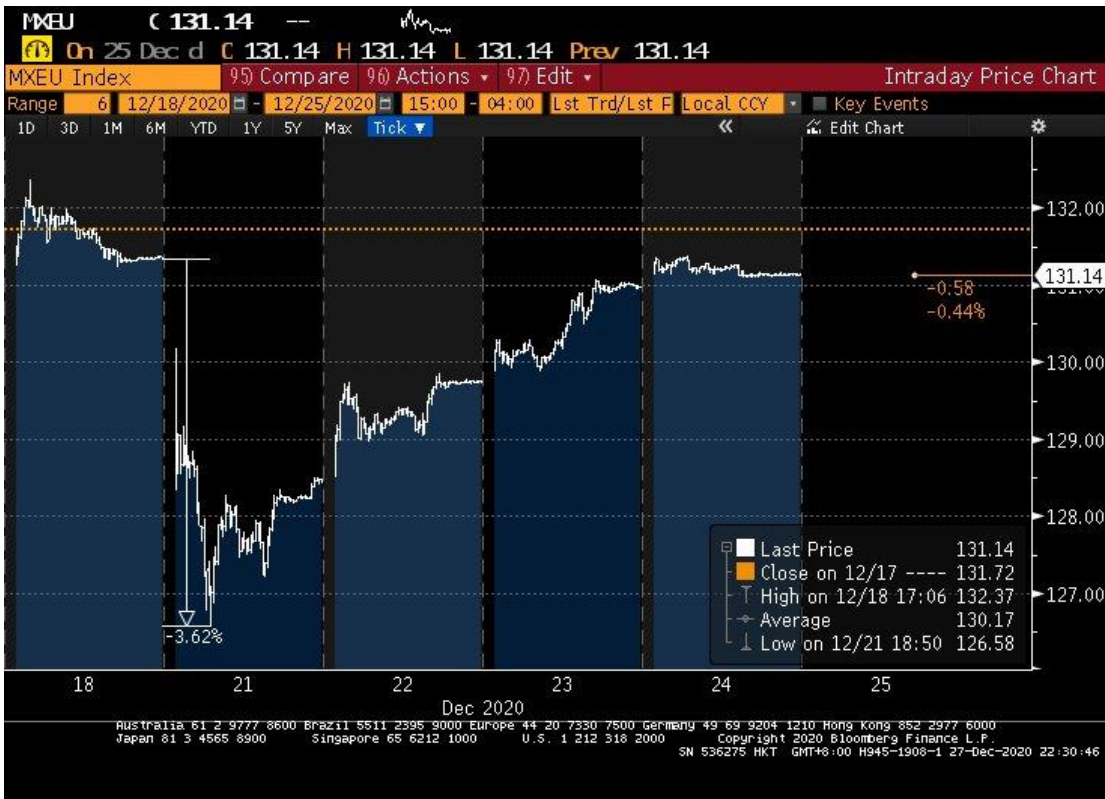 MXEU C 131.14 --
On 25 Dec d C 131.14 H 131.14 L 131.14 Prev 131.14
MXEU Index 95) Compare 96) Actions 97) Edit Intraday Price Chart
Range 6 12/18/2020 - 12/25/2020 15:00 - 04:00 Lst Trd/Lst P Local CCY Key Events
1D 3D 1M 6M YTD 1Y 5Y Max Tick ▼ « Edit Chart
132.00
131.14
131.00
-0.58
-0.44%
130.00
129.00
128.00
127.00
-3.62%
Last Price 131.14
Close on 12/17 ---- 131.72
High on 12/18 17:06 132.37
Average 130.17
Low on 12/21 18:50 126.58
18 21 22 23 24 25
Dec 2020
Australia 61 2 9777 8600 Brazil 5511 2395 9000 Europe 44 20 7330 7500 Germany 49 69 9204 1210 Hong Kong 852 2977 6000
Japan 81 3 4565 8900 Singapore 65 6212 1000 U.S. 1 212 318 2000 Copyright 2020 Bloomberg Finance L.P.
SN 536275 HKT GMT+8:00 H945-1908-1 27-Dec-2020 22:30:46